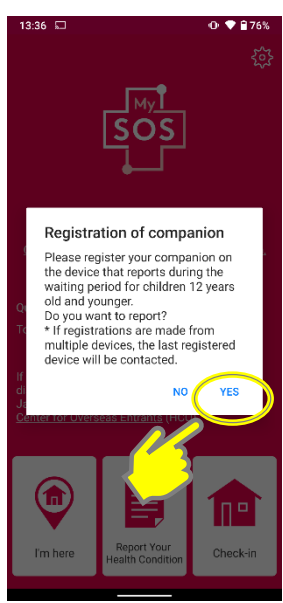 13:36
76%
My
SOS
Registration of companion
Please register your companion on
the device that reports during the
waiting period for children 12 years
old and younger.
Do you want to report?
* If registrations are made from
multiple devices, the last registered
device will be contacted.
NO
YES
Center for Overseas Entrants (HCO
I'm here
Report Your
Health Condition
Check-in